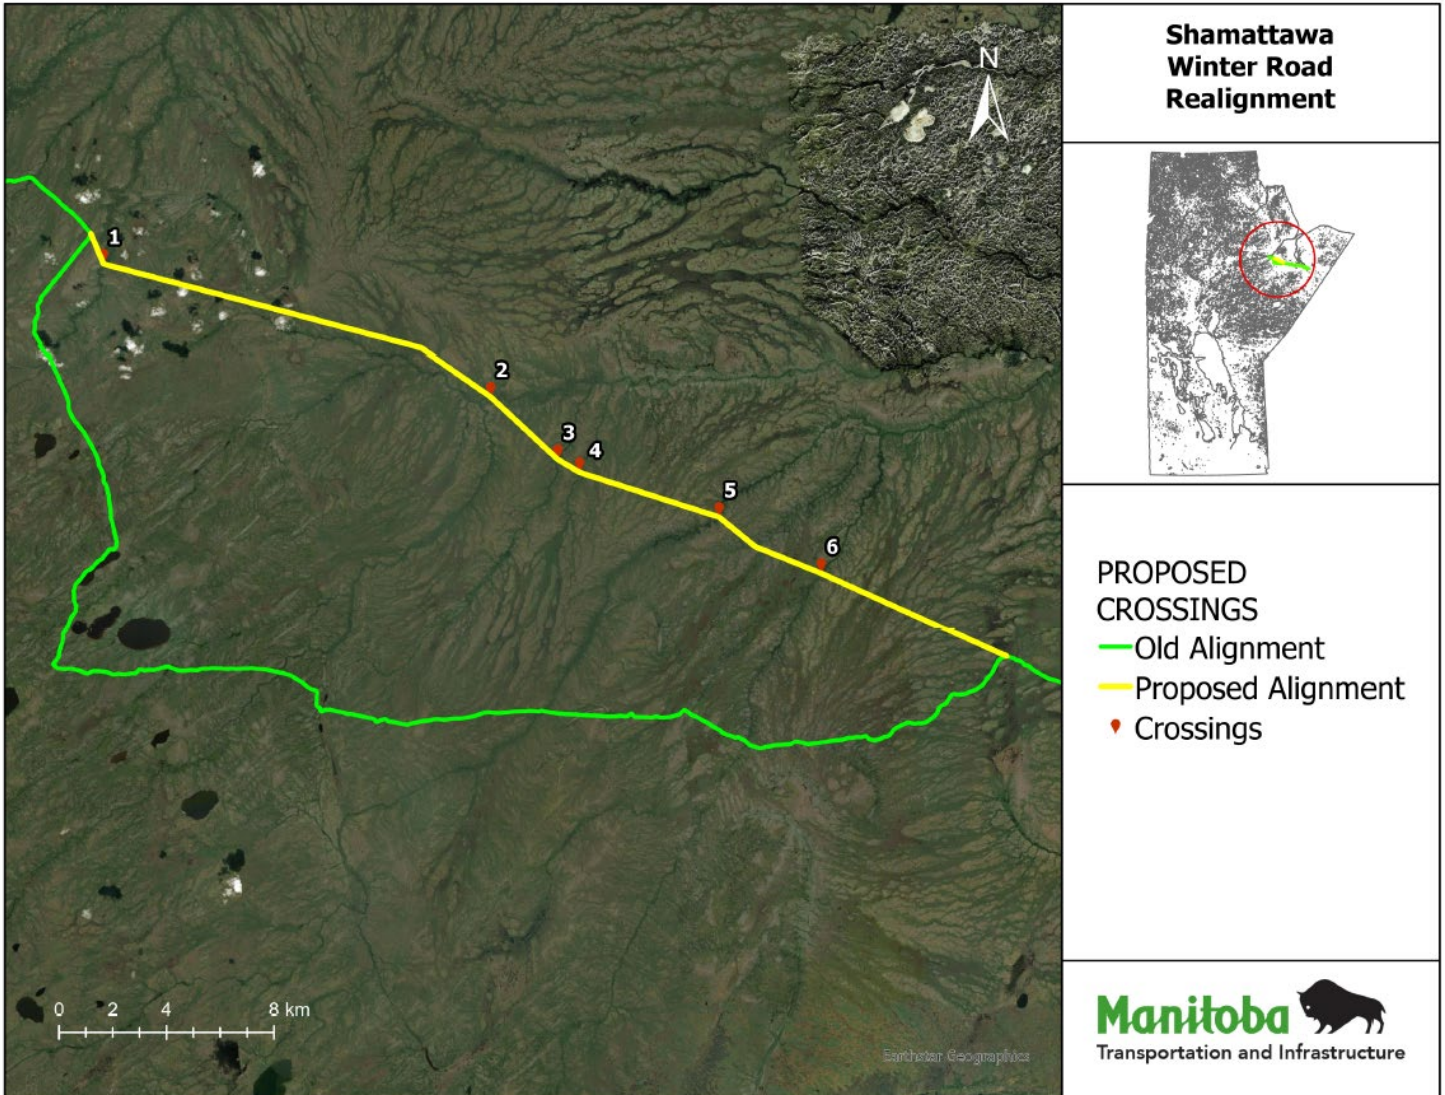 Shamattawa
Winter Road
Realignment
N
1
2
3
4
5
6
0 2 4 8 km
Earthstar Geographics
PROPOSED
CROSSINGS
Old Alignment
Proposed Alignment
Crossings
Manitoba
Transportation and Infrastructure